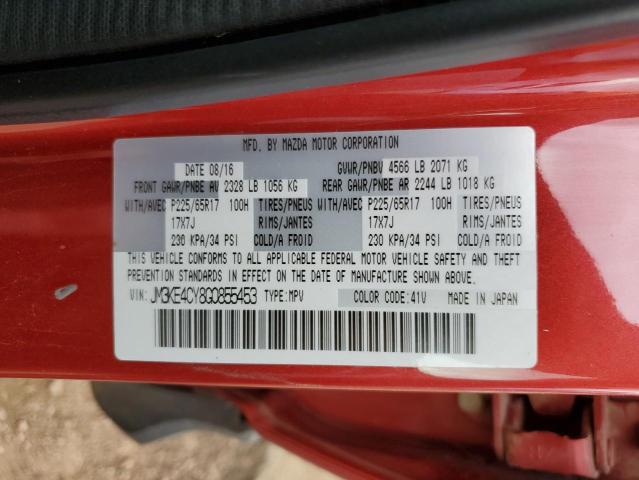 MFD. BY MAZDA MOTOR CORPORATION
DATE 08/16 GVWR/PNBV 4566 LB 2071 KG
FRONT GAWR/PNBE AV 2328 LB 1056 KG REAR GAWR/PNBE AR 2244 LB 1018 KG
WITH/AVEC P225/65R17 100H TIRES/PNEUS WITH/AVEC P225/65R17 100H TIRES/PNEUS
17X7J RIMS/JANTES 17X7J RIMS/JANTES
230 KPA/34 PSI COLD/A FROID 230 KPA/34 PSI COLD/A FROID
THIS VEHICLE CONFORMS TO ALL APPLICABLE FEDERAL MOTOR VEHICLE SAFETY AND THEFT
PREVENTION STANDARDS IN EFFECT ON THE DATE OF MANUFACTURE SHOWN ABOVE.
VIN: JM3KE4CY8G0855453 TYPE:MPV COLOR CODE:41V MADE IN JAPAN